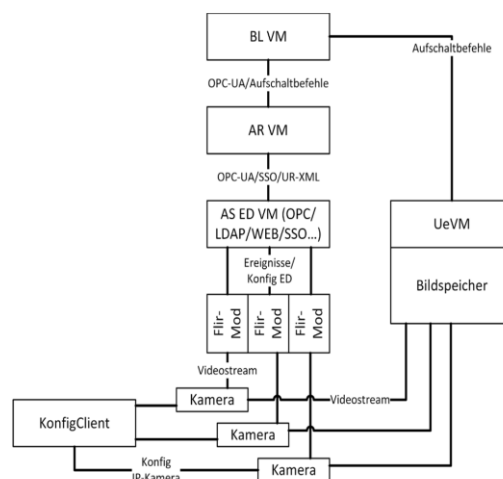 BL VM
Aufschaltbefehle
OPC-UA/Aufschaltbefehle
AR VM
OPC-UA/SSO/UR-XML
AS ED VM (OPC/
LDAP/WEB/SSO...)
UeVM
Ereignisse/
Konfig ED
Bildspeicher
Flir-
Mod
Flir-
Mod
Flir-
Mod
Videostream
Kamera
Videostream
KonfigClient
Kamera
Konfig
IP-Kamera
Kamera